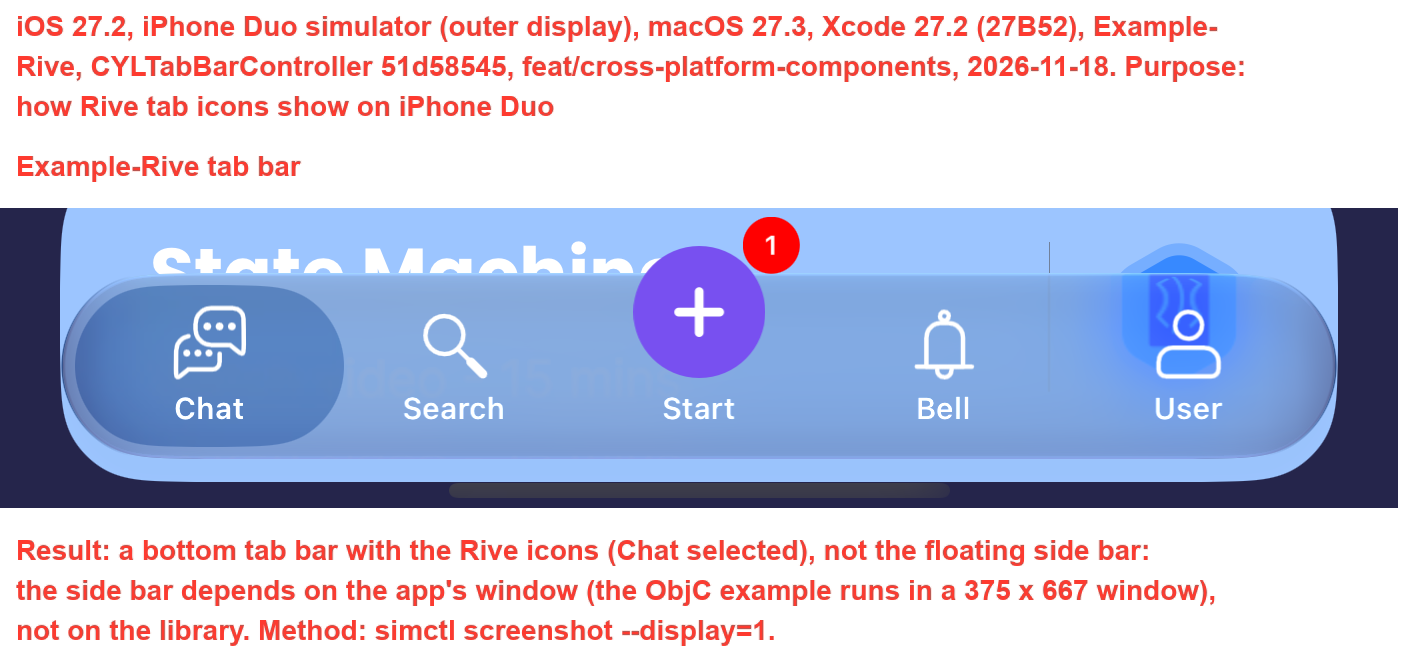 iOS 27.2, iPhone Duo simulator (outer display), macOS 27.3, Xcode 27.2 (27B52), Example-
Rive, CYLTabBarController 51d58545, feat/cross-platform-components, 2026-11-18. Purpose:
how Rive tab icons show on iPhone Duo
Example-Rive tab bar
State Machine
1
Chat
Search
Start
Bell
User
Result: a bottom tab bar with the Rive icons (Chat selected), not the floating side bar:
the side bar depends on the app's window (the ObjC example runs in a 375 x 667 window),
not on the library. Method: simctl screenshot --display=1.